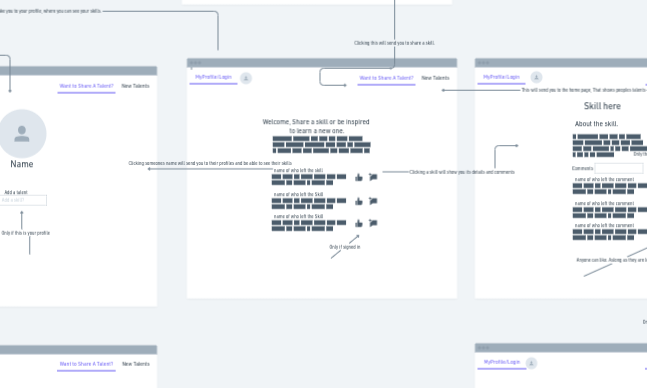 you to your profile, where you can see your skills.
Clicking this will send you to share a skill.
Want to Share A Talent?
New Talents
Name
Add a talent
Add a skill?
Only if this is your profile
Clicking someones name will send you to their profiles and be able to see their skills
MyProfile/Login
Want to Share A Talent?
New Talents
Welcome, Share a skill or be inspired
to learn a new one.
name of who left the skill
name of who left the Skill
name of who left the Skill
Only if signed in
Clicking a skill will show you its details and comments
MyProfile/Login
This will send you to the home page, That shows peoples talents
Skill here
About the skill.
Only
Comments
name of who left the comment
name of who left the comment
name of who left the comment
Anyone can like. Aslong as they are
Want to Share A Talent?
New Talents
MyProfile/Login